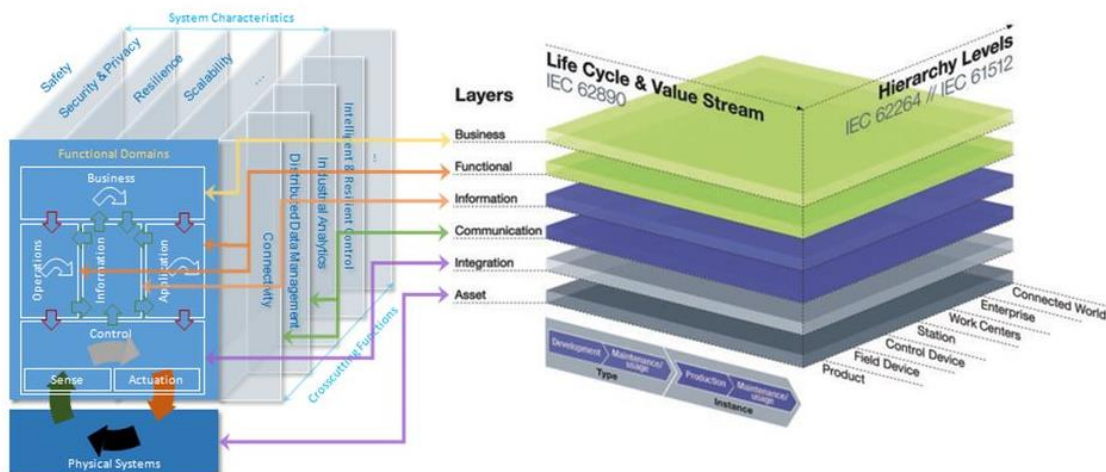 System Characteristics
Safety
Security & Privacy
Resilience
Scalability
...
Functional Domains
Business
Operations
Information
Application
Control
Sense
Actuation
Physical Systems
Connectivity
Distributed Data Management
Industrial Analytics
Intelligent & Resilient Control
...
Crosscutting Functions
Layers
Business
Functional
Information
Communication
Integration
Asset
Life Cycle & Value Stream
IEC 62890
Hierarchy Levels
IEC 62264 // IEC 61512
Connected World
Enterprise
Work Centers
Station
Control Device
Field Device
Product
Development
Maintenance/
usage
Type
Production
Maintenance/
usage
Instance